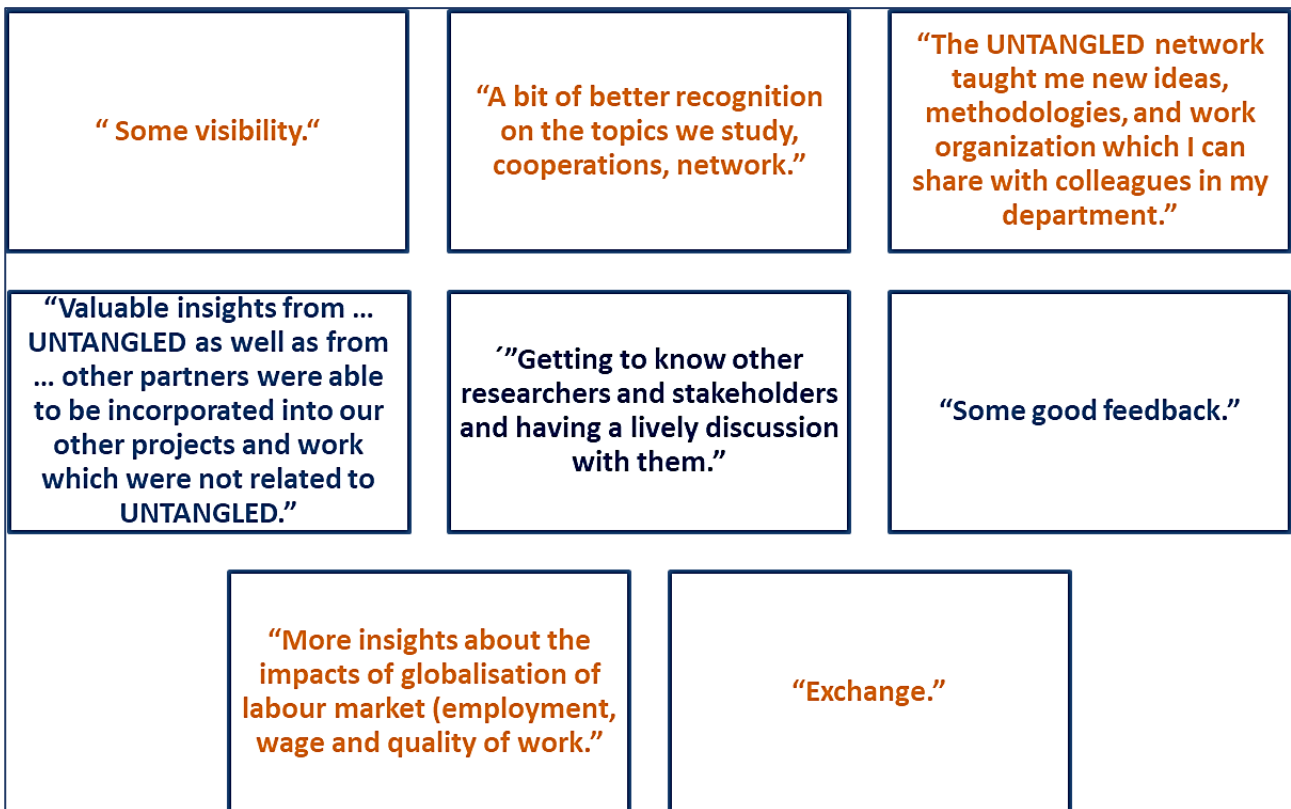 “ Some visibility.“
“A bit of better recognition
on the topics we study,
cooperations, network.”
“The UNTANGLED network
taught me new ideas,
methodologies, and work
organization which I can
share with colleagues in my
department.”
“Valuable insights from ...
UNTANGLED as well as from
... other partners were able
to be incorporated into our
other projects and work
which were not related to
UNTANGLED.”
´”Getting to know other
researchers and stakeholders
and having a lively discussion
with them.”
“Some good feedback.”
“More insights about the
impacts of globalisation of
labour market (employment,
wage and quality of work.”
“Exchange.”